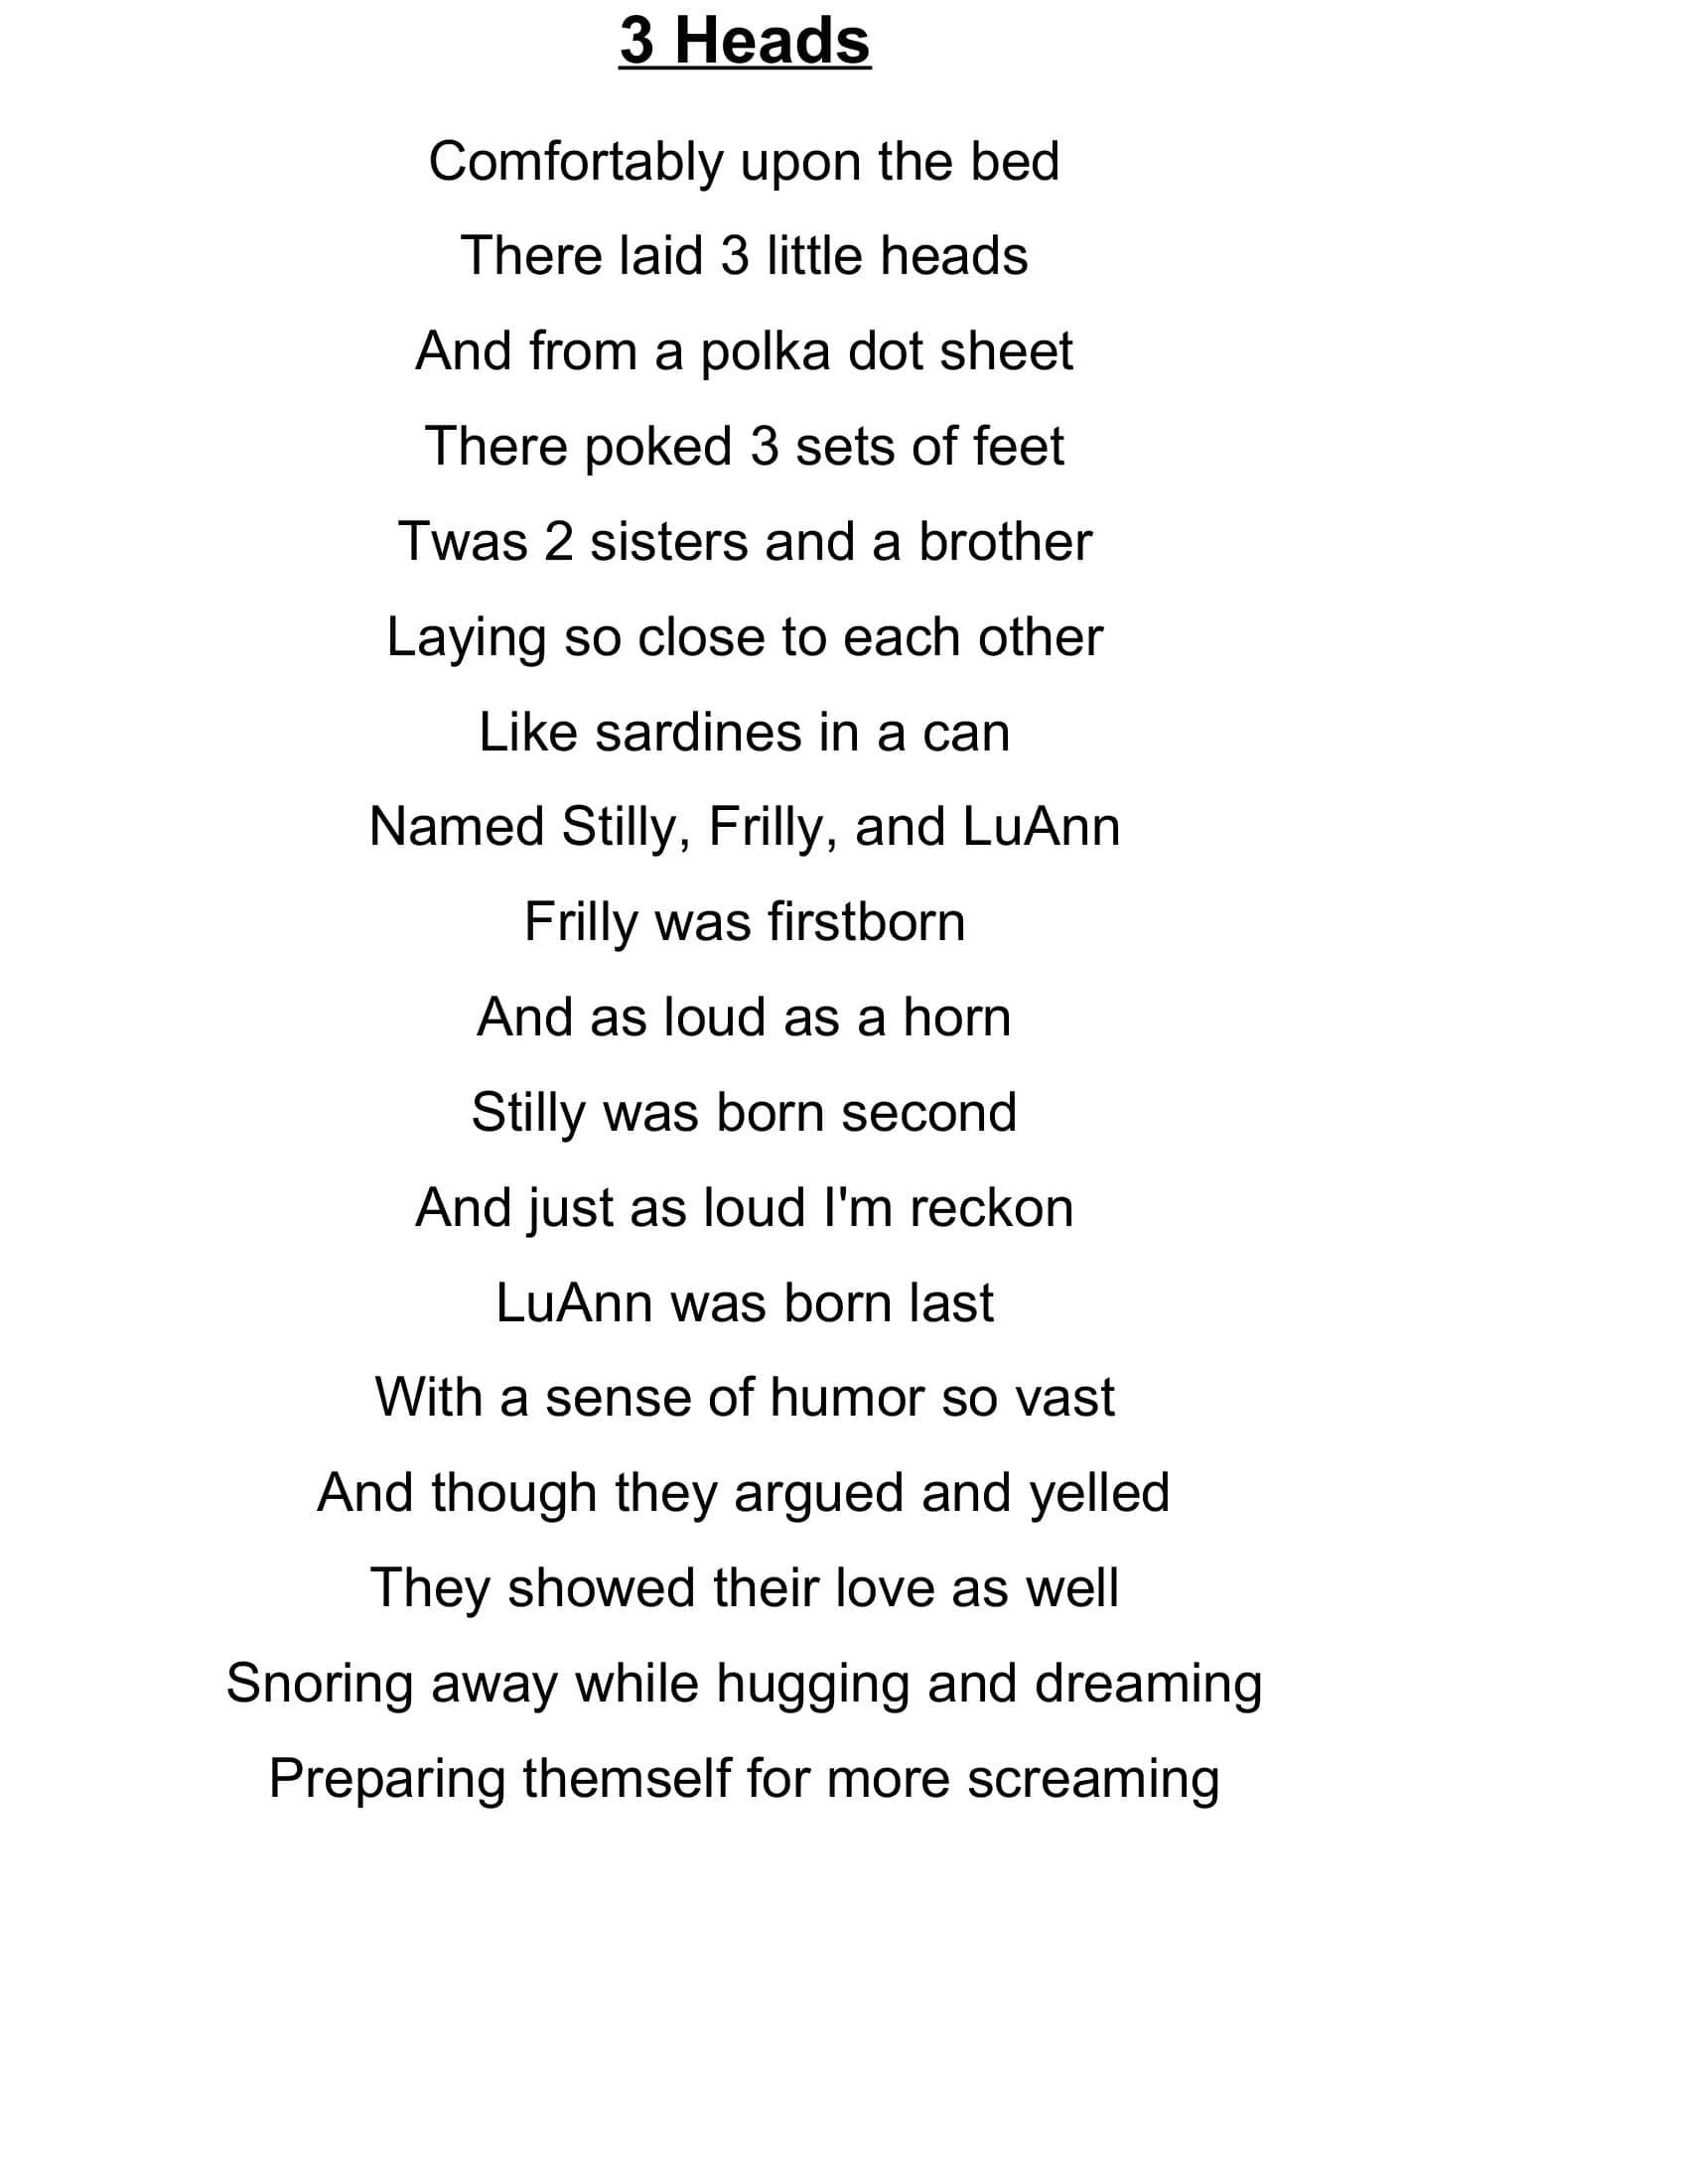 3 Heads
Comfortably upon the bed
There laid 3 little heads
And from a polka dot sheet
There poked 3 sets of feet
Twas 2 sisters and a brother
Laying so close to each other
Like sardines in a can
Named Stilly, Frilly, and LuAnn
Frilly was firstborn
And as loud as a horn
Stilly was born second
And just as loud I'm reckon
LuAnn was born last
With a sense of humor so vast
And though they argued and yelled
They showed their love as well
Snoring away while hugging and dreaming
Preparing themself for more screaming